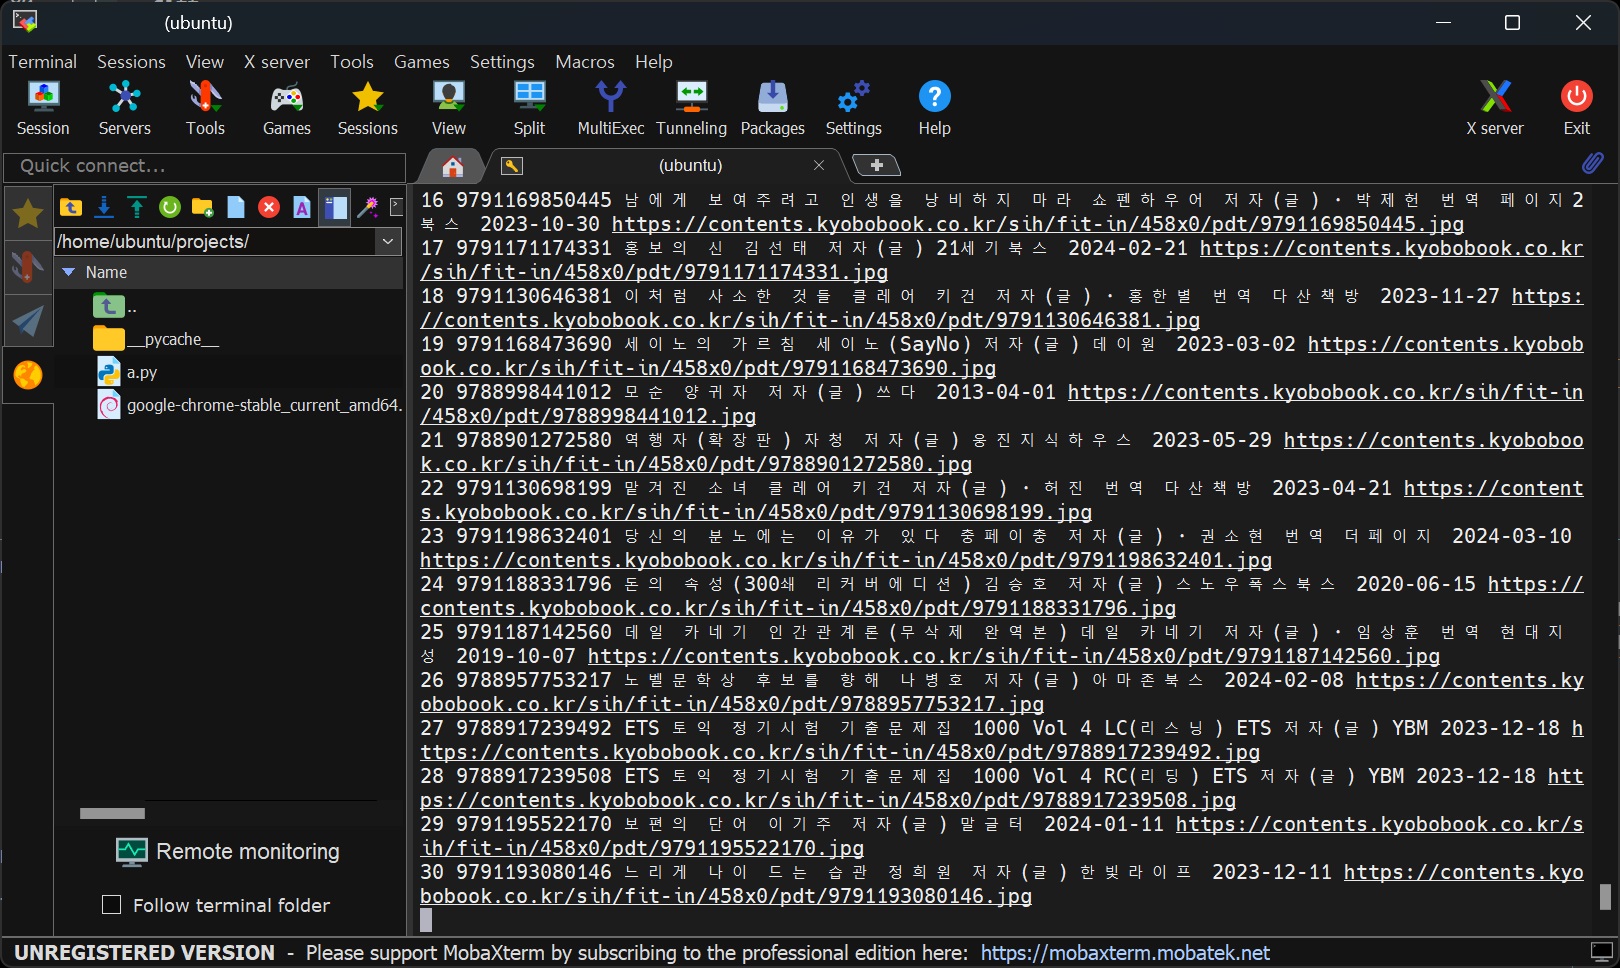 (ubuntu)
Terminal Sessions View X server Tools Games Settings Macros Help
Session Servers Tools Games Sessions View Split MultiExec Tunneling Packages Settings Help X server Exit
Quick connect...
(ubuntu)
/home/ubuntu/projects/
Name
..
__pycache__
a.py
google-chrome-stable_current_amd64.
Remote monitoring
Follow terminal folder
16 9791169850445 남에게 보여주려고 인생을 낭비하지 마라 쇼펜하우어 저자(글) · 박제헌 번역 페이지2
북스 2023-10-30 https://contents.kyobobook.co.kr/sih/fit-in/458x0/pdt/9791169850445.jpg
17 9791171174331 홍보의 신 김선태 저자(글) 21세기북스 2024-02-21 https://contents.kyobobook.co.kr
/sih/fit-in/458x0/pdt/9791171174331.jpg
18 9791130646381 이처럼 사소한 것들 클레어 키건 저자(글) · 홍한별 번역 다산책방 2023-11-27 https:
//contents.kyobobook.co.kr/sih/fit-in/458x0/pdt/9791130646381.jpg
19 9791168473690 세이노의 가르침 세이노(SayNo) 저자(글) 데이원 2023-03-02 https://contents.kyobob
ook.co.kr/sih/fit-in/458x0/pdt/9791168473690.jpg
20 9788998441012 모순 양귀자 저자(글) 쓰다 2013-04-01 https://contents.kyobobook.co.kr/sih/fit-in
/458x0/pdt/9788998441012.jpg
21 9788901272580 역행자(확장판) 자청 저자(글) 웅진지식하우스 2023-05-29 https://contents.kyoboboo
k.co.kr/sih/fit-in/458x0/pdt/9788901272580.jpg
22 9791130698199 맡겨진 소녀 클레어 키건 저자(글) · 허진 번역 다산책방 2023-04-21 https://content
s.kyobobook.co.kr/sih/fit-in/458x0/pdt/9791130698199.jpg
23 9791198632401 당신의 분노에는 이유가 있다 충페이충 저자(글) · 권소현 번역 더페이지 2024-03-10
https://contents.kyobobook.co.kr/sih/fit-in/458x0/pdt/9791198632401.jpg
24 9791188331796 돈의 속성(300쇄 리커버에디션) 김승호 저자(글) 스노우폭스북스 2020-06-15 https://
contents.kyobobook.co.kr/sih/fit-in/458x0/pdt/9791188331796.jpg
25 9791187142560 데일 카네기 인간관계론(무삭제 완역본) 데일 카네기 저자(글) · 임상훈 번역 현대지
성 2019-10-07 https://contents.kyobobook.co.kr/sih/fit-in/458x0/pdt/9791187142560.jpg
26 9788957753217 노벨문학상 후보를 향해 나병호 저자(글) 아마존북스 2024-02-08 https://contents.ky
obobook.co.kr/sih/fit-in/458x0/pdt/9788957753217.jpg
27 9788917239492 ETS 토익 정기시험 기출문제집 1000 Vol 4 LC(리스닝) ETS 저자(글) YBM 2023-12-18 h
ttps://contents.kyobobook.co.kr/sih/fit-in/458x0/pdt/9788917239492.jpg
28 9788917239508 ETS 토익 정기시험 기출문제집 1000 Vol 4 RC(리딩) ETS 저자(글) YBM 2023-12-18 htt
ps://contents.kyobobook.co.kr/sih/fit-in/458x0/pdt/9788917239508.jpg
29 9791195522170 보편의 단어 이기주 저자(글) 말글터 2024-01-11 https://contents.kyobobook.co.kr/s
ih/fit-in/458x0/pdt/9791195522170.jpg
30 9791193080146 느리게 나이 드는 습관 정희원 저자(글) 한빛라이프 2023-12-11 https://contents.kyo
bobook.co.kr/sih/fit-in/458x0/pdt/9791193080146.jpg
UNREGISTERED VERSION - Please support MobaXterm by subscribing to the professional edition here: https://mobaxterm.mobatek.net